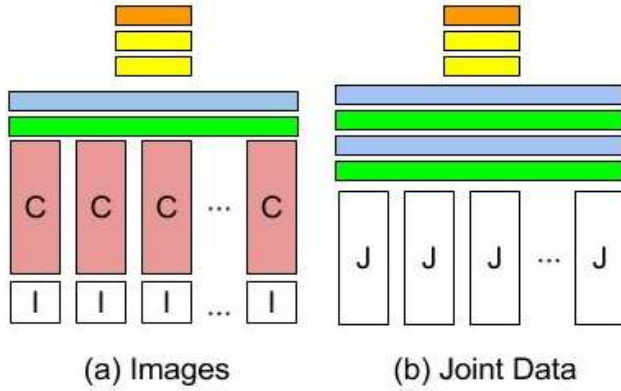 C C C ... C
I I I ... I
J J J ... J
(a) Images
(b) Joint Data